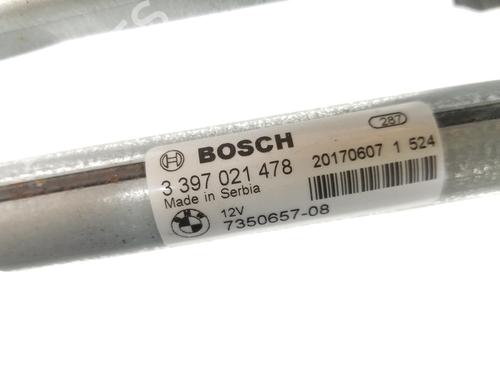 287
BOSCH
20170607 1 524
3 397 021 478
Made in Serbia
12V
7350657-08